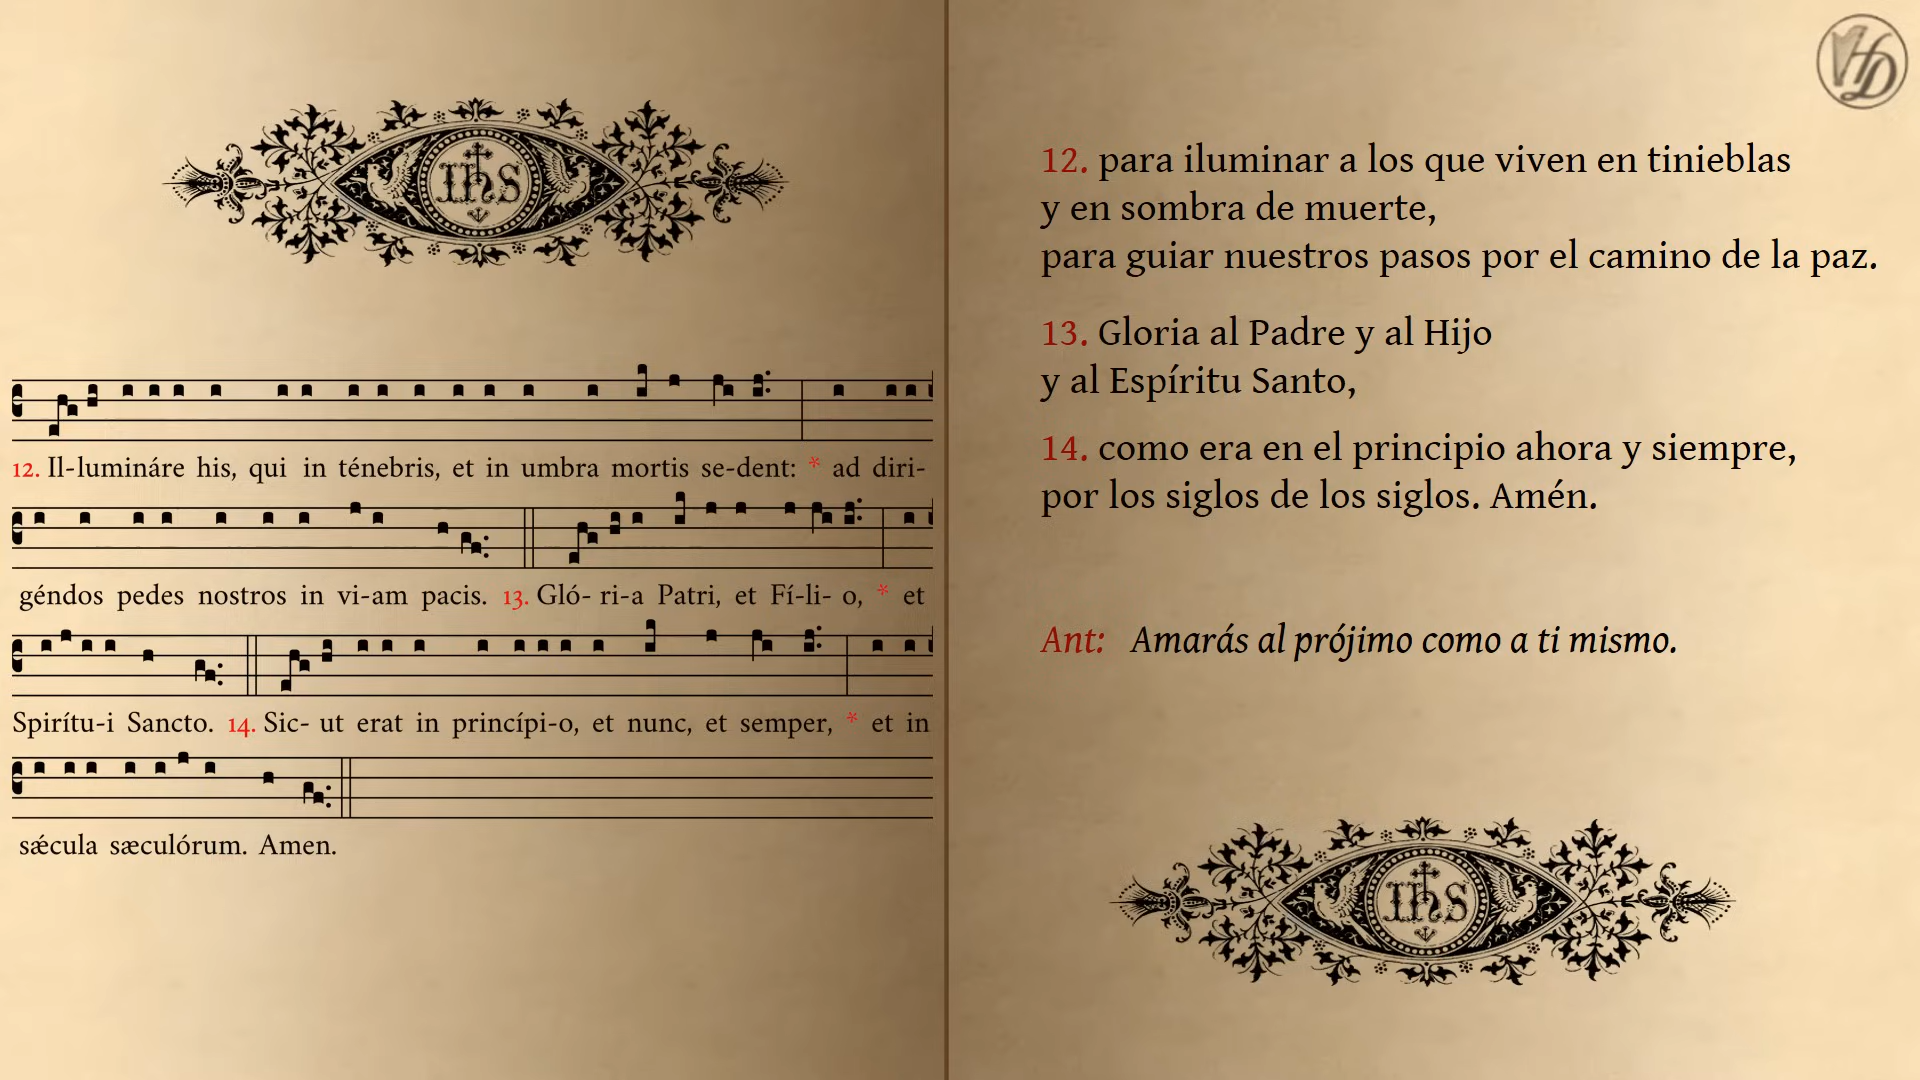 IHS
12. Il-lumináre his, qui in ténebris, et in umbra mortis se-dent: * ad diri-
géndos pedes nostros in vi-am pacis. 13. Gló- ri-a Patri, et Fí-li- o, * et
Spirítu-i Sancto. 14. Sic- ut erat in princípi-o, et nunc, et semper, * et in
sǽcula sæculórum. Amen.
HD
12. para iluminar a los que viven en tinieblas
y en sombra de muerte,
para guiar nuestros pasos por el camino de la paz.
13. Gloria al Padre y al Hijo
y al Espíritu Santo,
14. como era en el principio ahora y siempre,
por los siglos de los siglos. Amén.
Ant: Amarás al prójimo como a ti mismo.
IHS